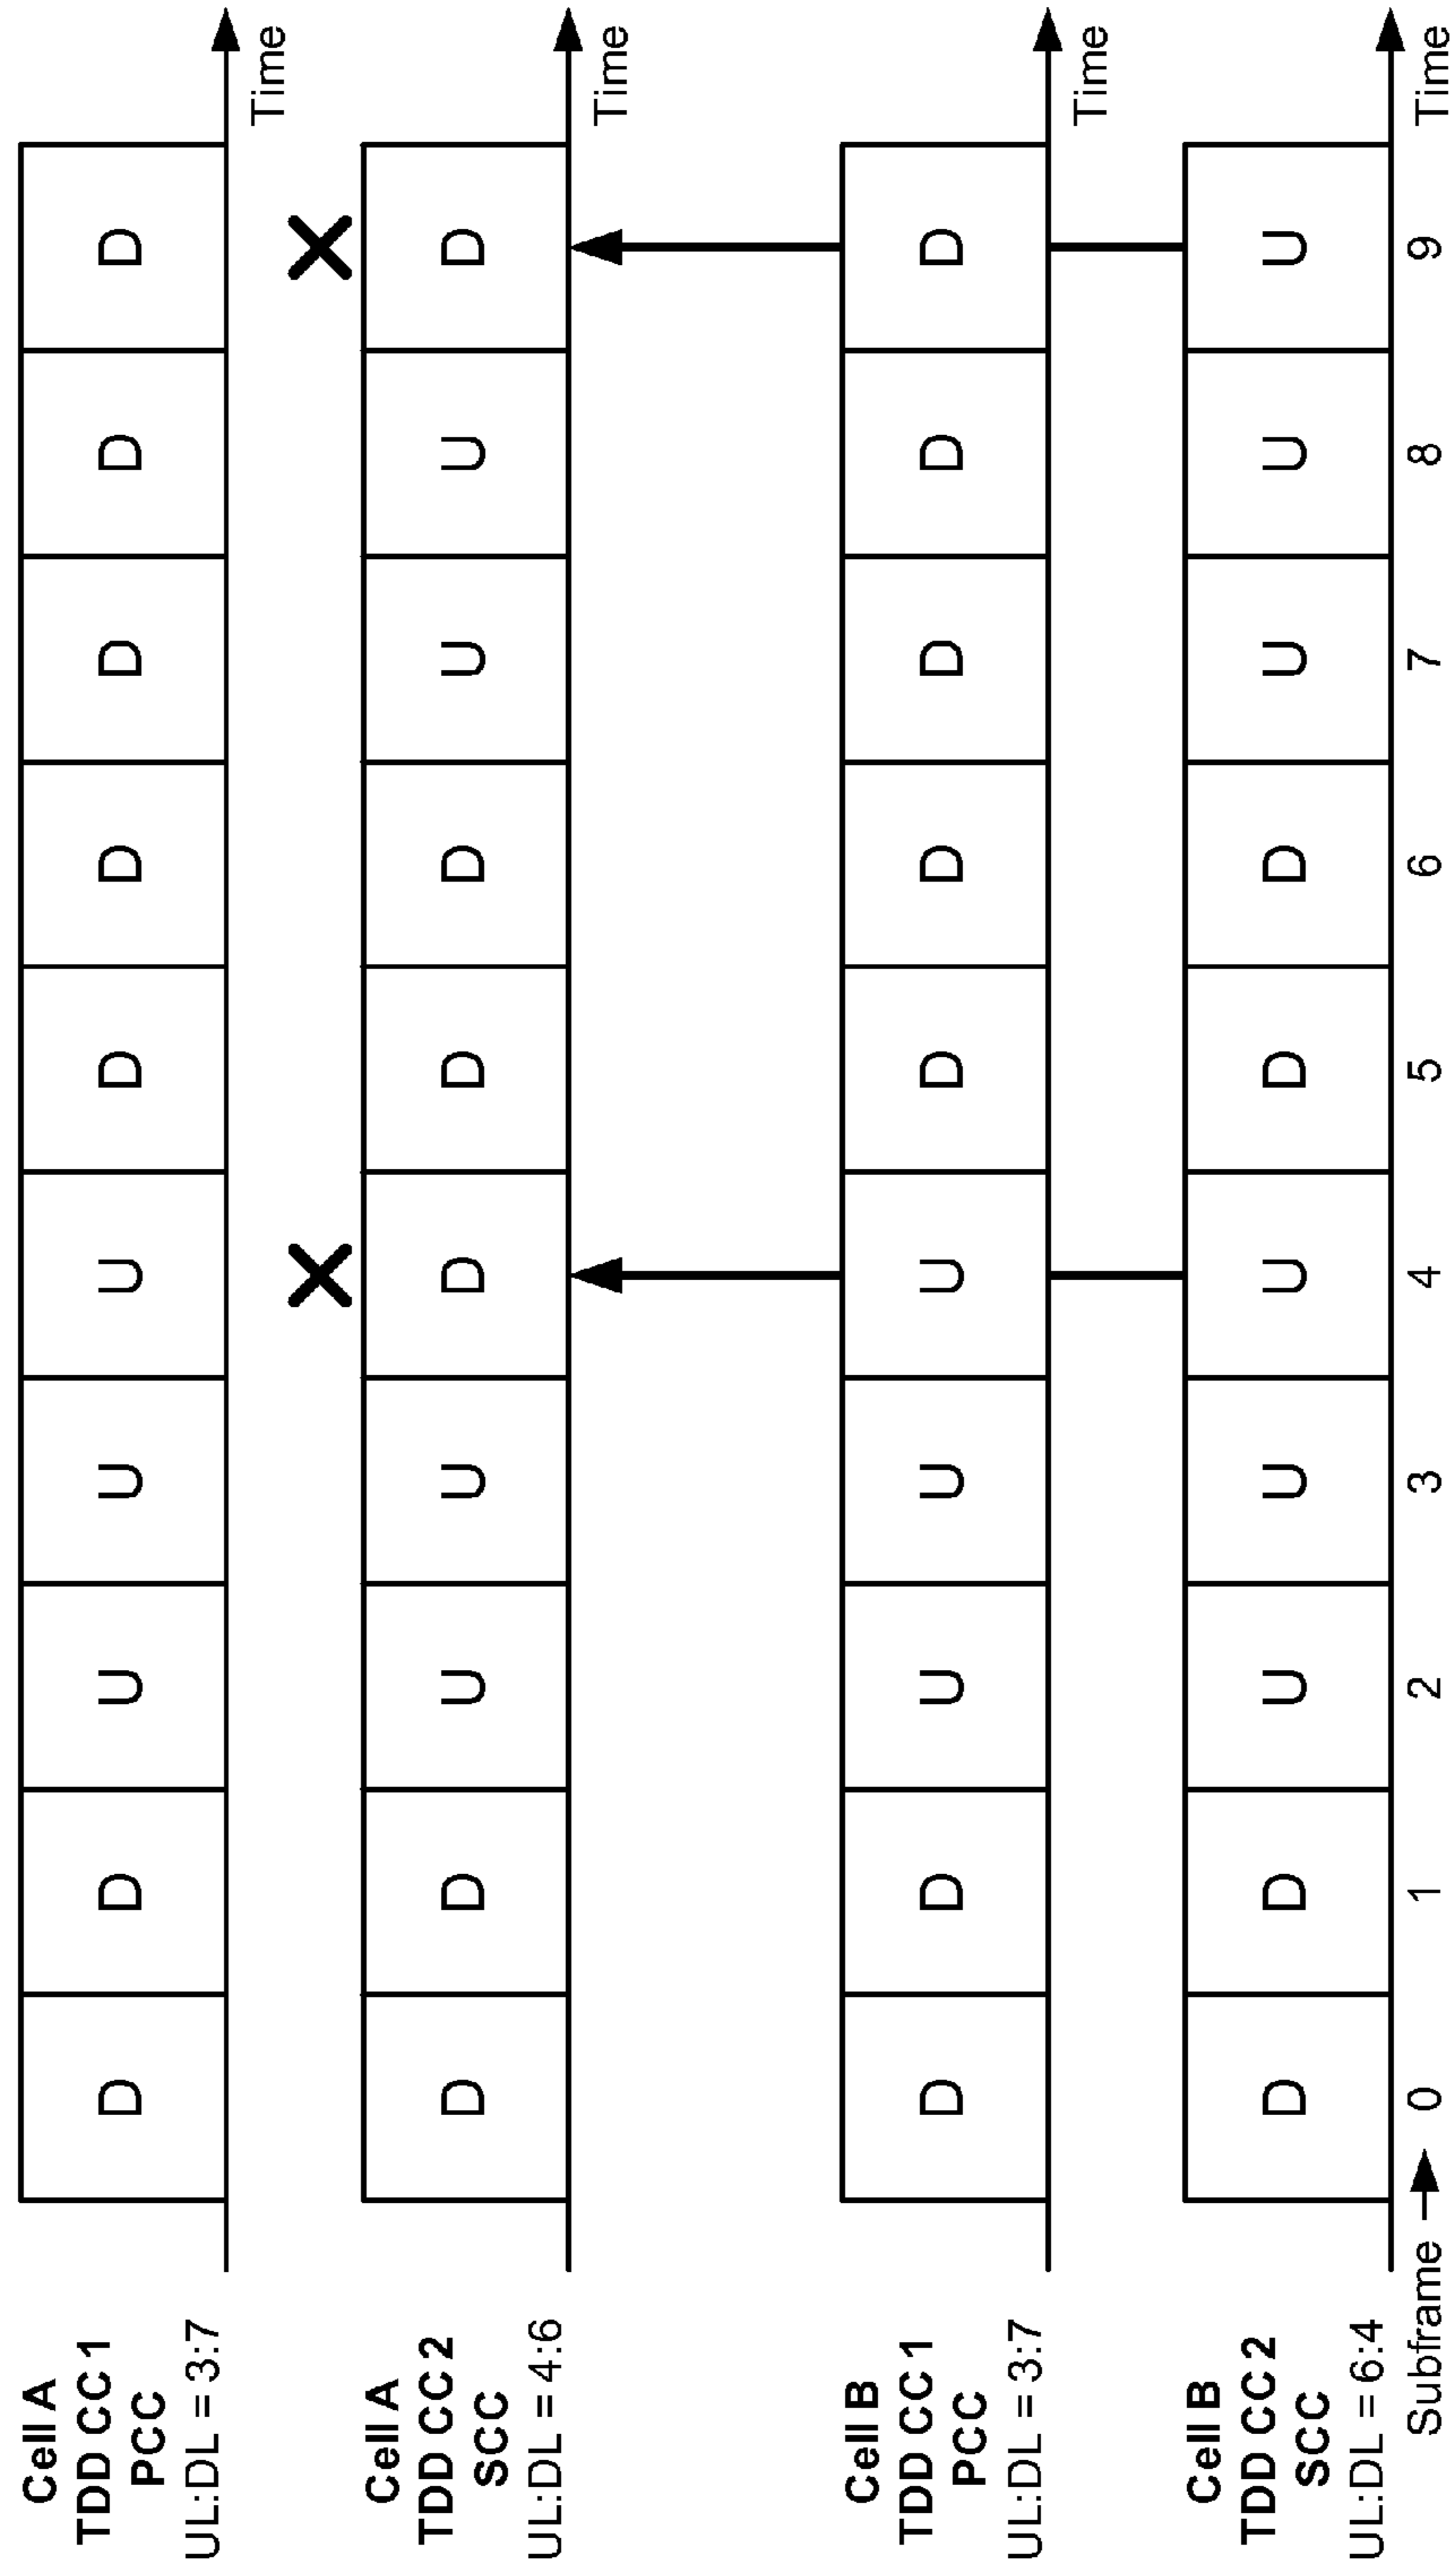 Cell A
TDD CC 1
PCC
UL:DL = 3:7
D D U U U D D D D D
Time
Cell A
TDD CC 2
SCC
UL:DL = 4:6
D D U U D D D U U D
Time
Cell B
TDD CC 1
PCC
UL:DL = 3:7
D D U U U D D D D D
Time
Cell B
TDD CC 2
SCC
UL:DL = 6:4
D D U U U D D U U U
Time
Subframe 0 1 2 3 4 5 6 7 8 9